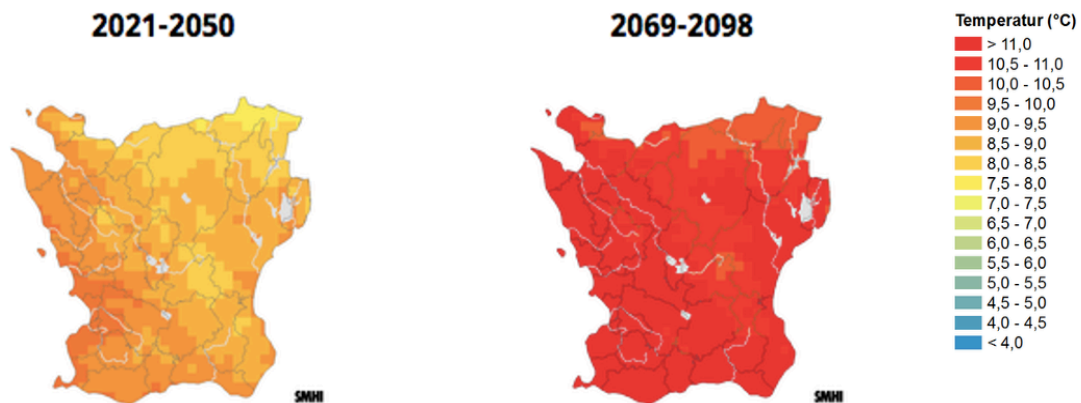 2021-2050
2069-2098
Temperatur (°C)
> 11,0
10,5 - 11,0
10,0 - 10,5
9,5 - 10,0
9,0 - 9,5
8,5 - 9,0
8,0 - 8,5
7,5 - 8,0
7,0 - 7,5
6,5 - 7,0
6,0 - 6,5
5,5 - 6,0
5,0 - 5,5
4,5 - 5,0
4,0 - 4,5
< 4,0
SMHI
SMHI